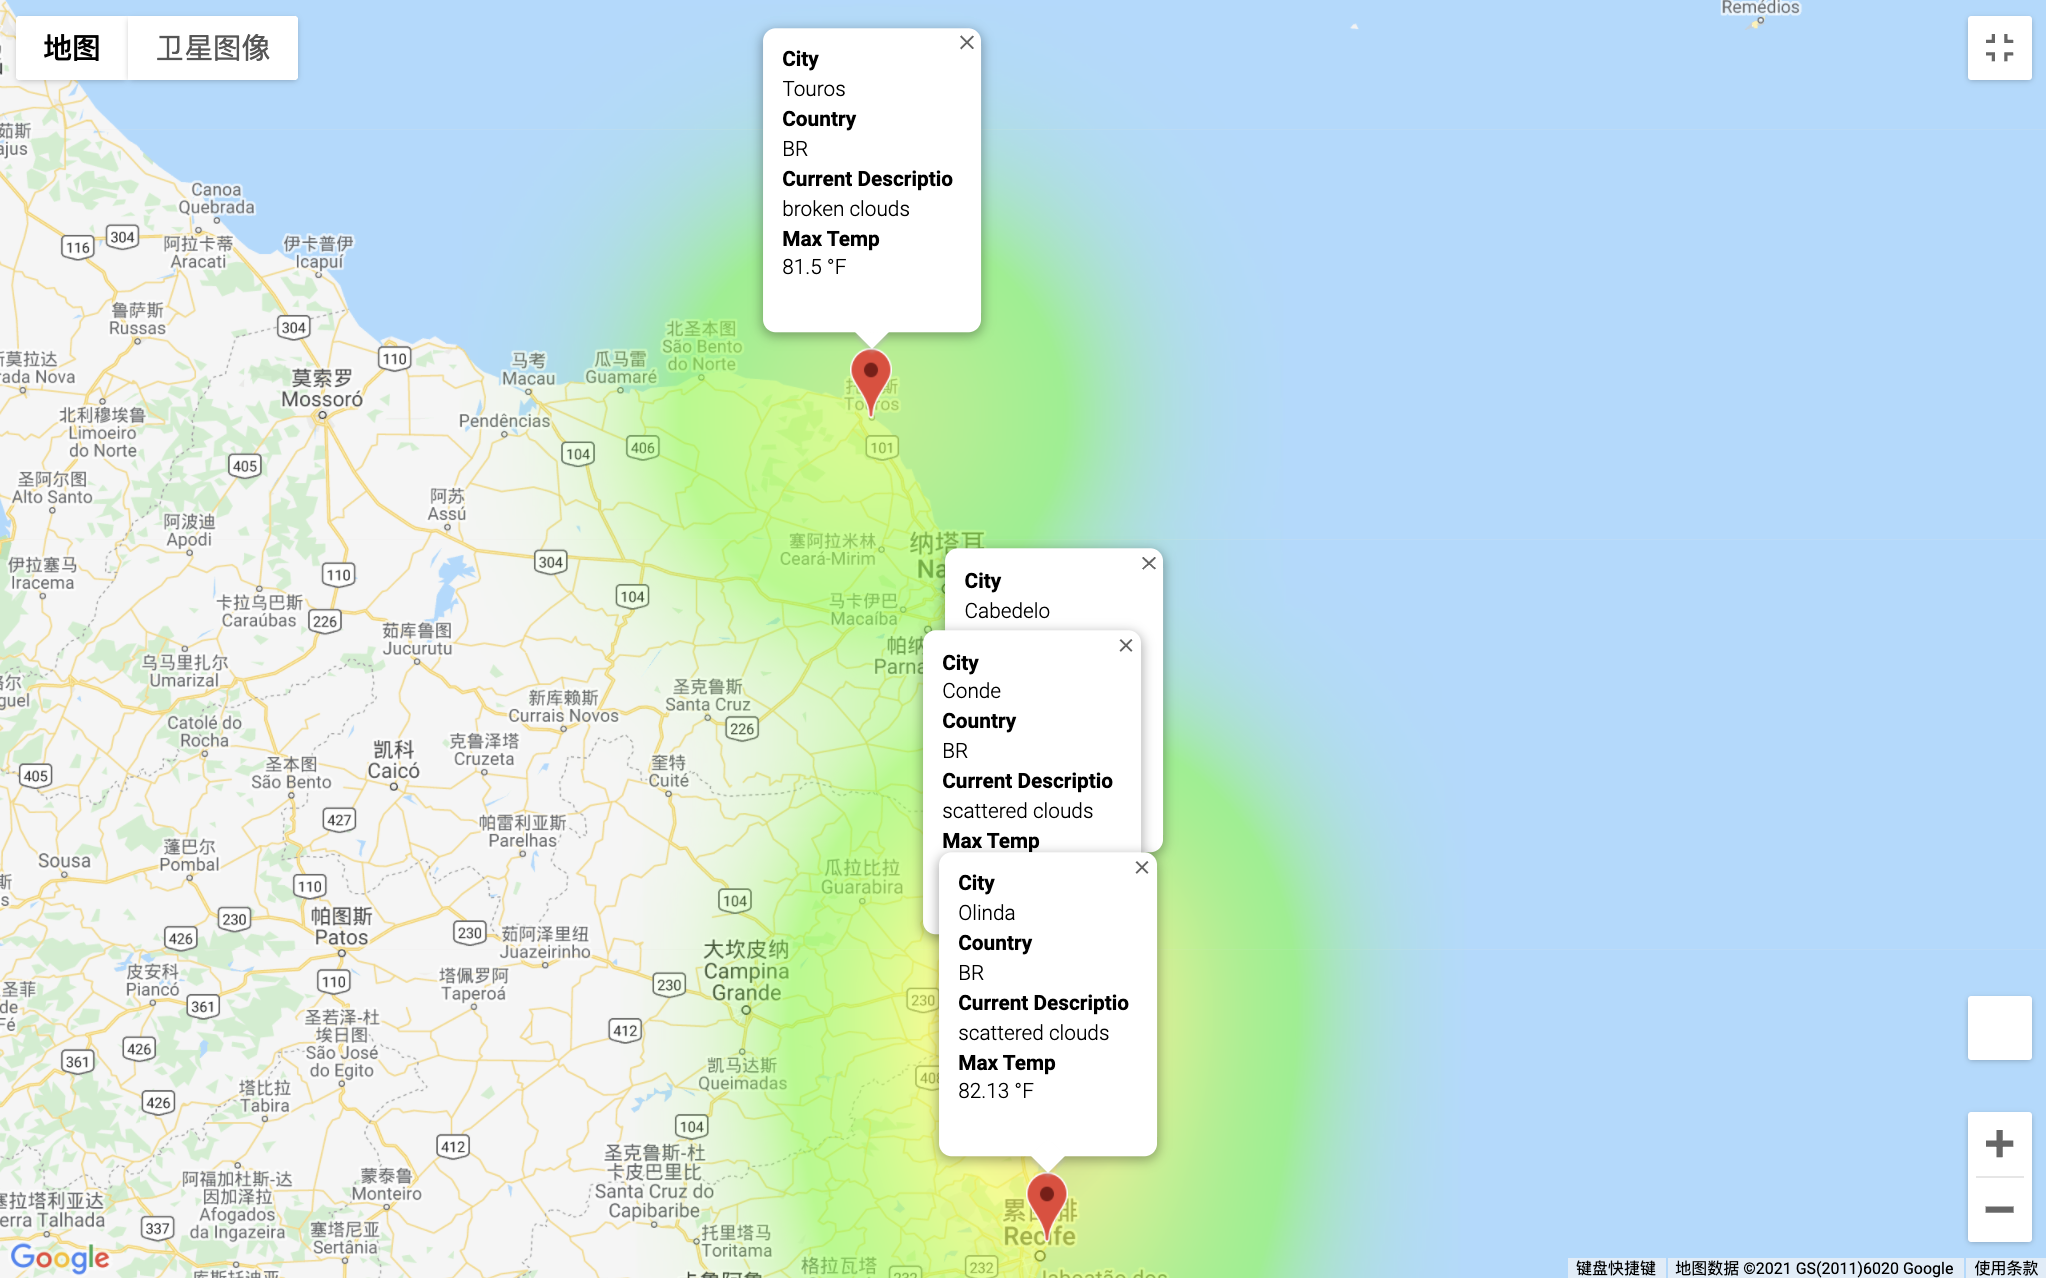 地图
卫星图像
Remédios
City
Touros
Country
BR
Current Descriptio
broken clouds
Max Temp
81.5 °F
茹斯
ajus
Canoa
Quebrada
116
304
阿拉卡蒂
Aracati
伊卡普伊
Icapuí
鲁萨斯
Russas
304
110
斯莫拉达
rada Nova
莫索罗
Mossoró
马考
Macau
瓜马雷
Guamaré
北圣本图
São Bento
do Norte
Touros
北利穆埃鲁
Limoeiro
do Norte
Pendências
104
406
101
405
圣阿尔图
Alto Santo
阿苏
Assú
阿波迪
Apodi
塞阿拉米林
Ceará-Mirim
纳塔耳
伊拉塞马
Iracema
110
304
104
卡拉乌巴斯
Caraúbas
226
茹库鲁图
Jucurutu
马卡伊巴
Macaíba
City
Cabedelo
乌马里扎尔
Umarizal
圣克鲁斯
Santa Cruz
226
新库赖斯
Currais Novos
City
Conde
Country
BR
Current Descriptio
scattered clouds
Max Temp
Catolé do
Rocha
凯科
Caicó
克鲁泽塔
Cruzeta
奎特
Cuité
405
圣本图
São Bento
427
帕雷利亚斯
Parelhas
Sousa
蓬巴尔
Pombal
瓜拉比拉
Guarabira
110
104
City
Olinda
Country
BR
Current Descriptio
scattered clouds
Max Temp
82.13 °F
230
426
帕图斯
Patos
230
茹阿泽里纽
Juazeirinho
大坎皮纳
Campina
Grande
皮安科
Piancó
110
塔佩罗阿
Taperoá
230
230
圣菲
de
Fé
361
圣若泽-杜
埃日图
São José
do Egito
412
361
426
凯马达斯
Queimadas
塔比拉
Tabira
426
104
412
圣克鲁斯-杜
卡皮巴里比
Santa Cruz do
Capibaribe
阿福加杜斯-达
因加泽拉
Afogados
da Ingazeira
蒙泰鲁
Monteiro
塞拉塔利亚达
erra Talhada
337
塞塔尼亚
Sertânia
托里塔马
Toritama
Recife
格拉瓦塔
232
232
Google
键盘快捷键
地图数据 ©2021 GS(2011)6020 Google
使用条款